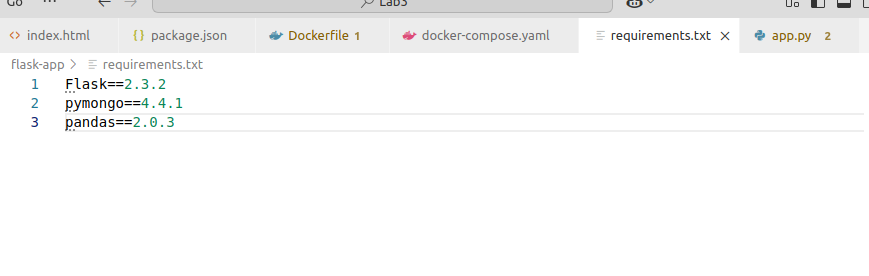 Go ... Lab3
index.html package.json Dockerfile 1 docker-compose.yaml requirements.txt app.py 2
flask-app > requirements.txt
1 Flask==2.3.2
2 pymongo==4.4.1
3 pandas==2.0.3